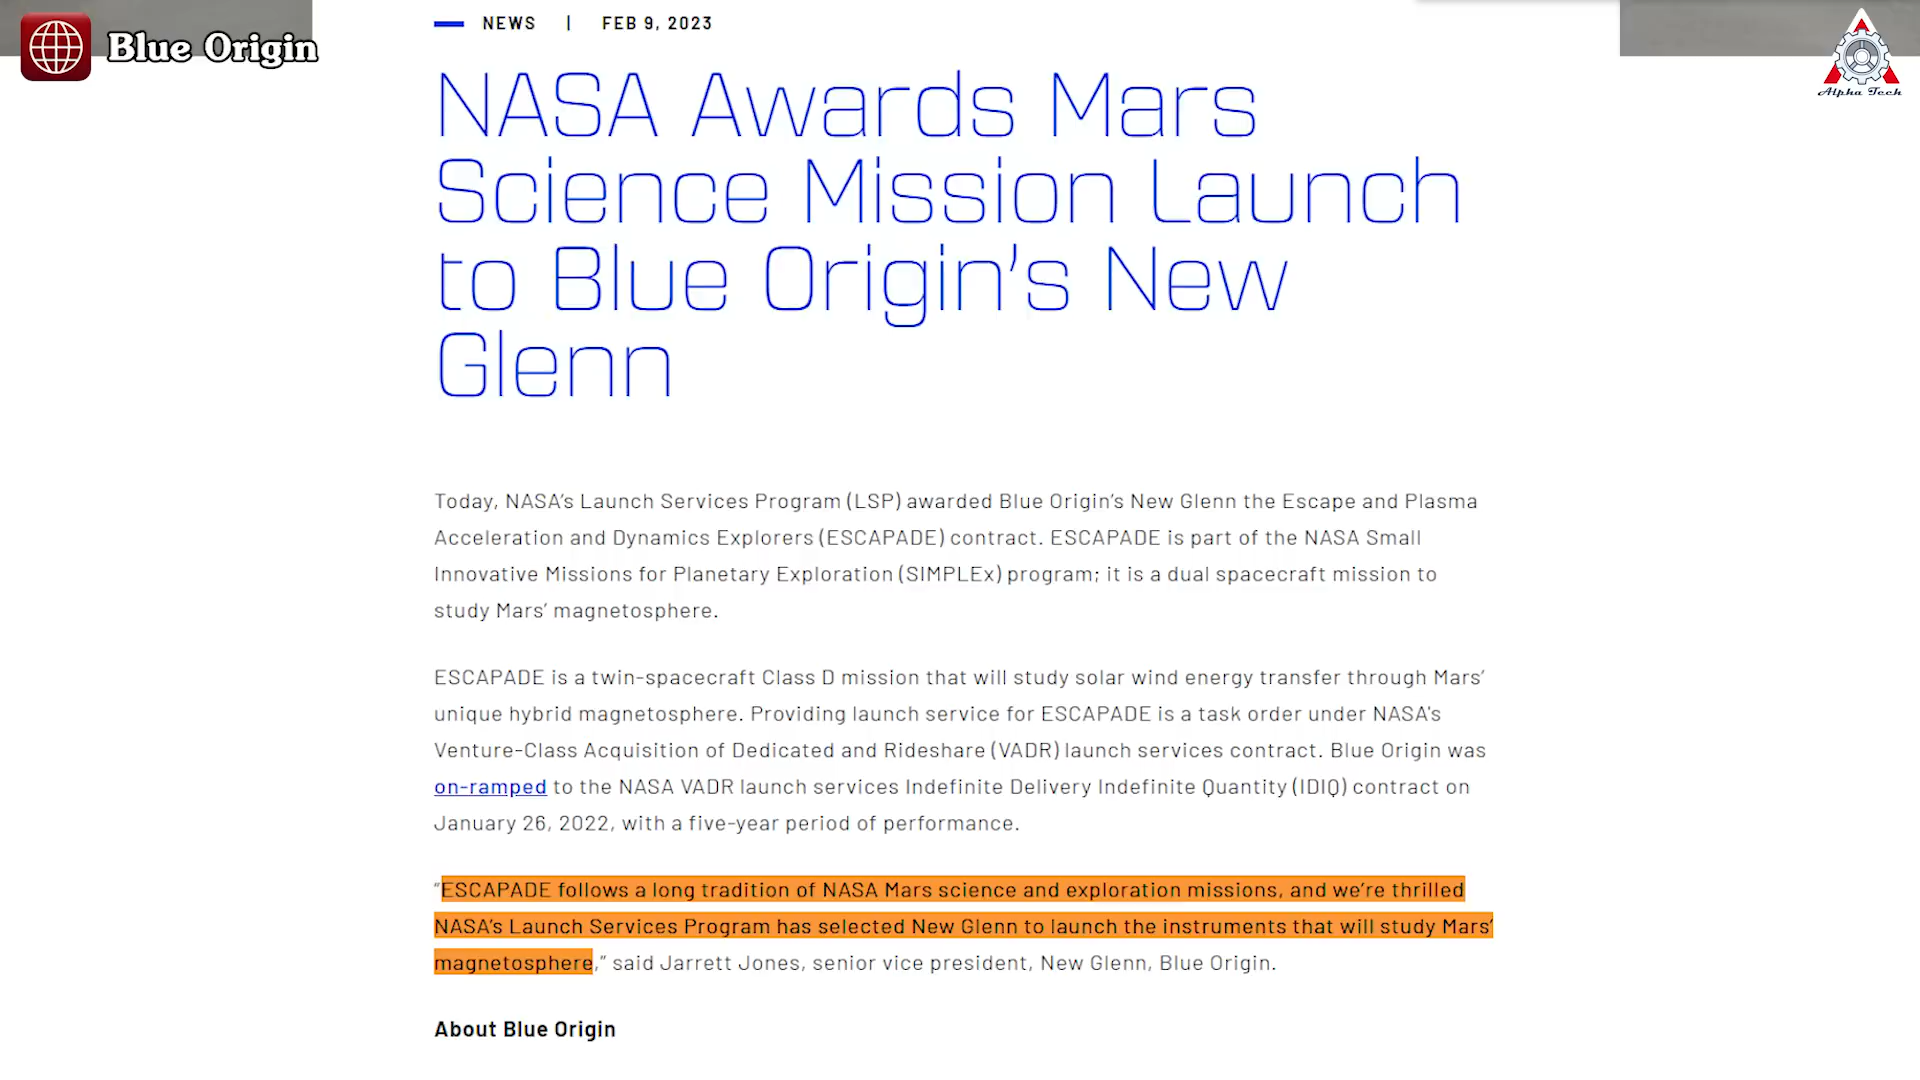 Blue Origin
Alpha Tech
NEWS | FEB 9, 2023
NASA Awards Mars
Science Mission Launch
to Blue Origin’s New
Glenn
Today, NASA’s Launch Services Program (LSP) awarded Blue Origin’s New Glenn the Escape and Plasma
Acceleration and Dynamics Explorers (ESCAPADE) contract. ESCAPADE is part of the NASA Small
Innovative Missions for Planetary Exploration (SIMPLEx) program; it is a dual spacecraft mission to
study Mars’ magnetosphere.
ESCAPADE is a twin-spacecraft Class D mission that will study solar wind energy transfer through Mars’
unique hybrid magnetosphere. Providing launch service for ESCAPADE is a task order under NASA's
Venture-Class Acquisition of Dedicated and Rideshare (VADR) launch services contract. Blue Origin was
on-ramped to the NASA VADR launch services Indefinite Delivery Indefinite Quantity (IDIQ) contract on
January 26, 2022, with a five-year period of performance.
“ESCAPADE follows a long tradition of NASA Mars science and exploration missions, and we’re thrilled
NASA’s Launch Services Program has selected New Glenn to launch the instruments that will study Mars’
magnetosphere,” said Jarrett Jones, senior vice president, New Glenn, Blue Origin.
About Blue Origin